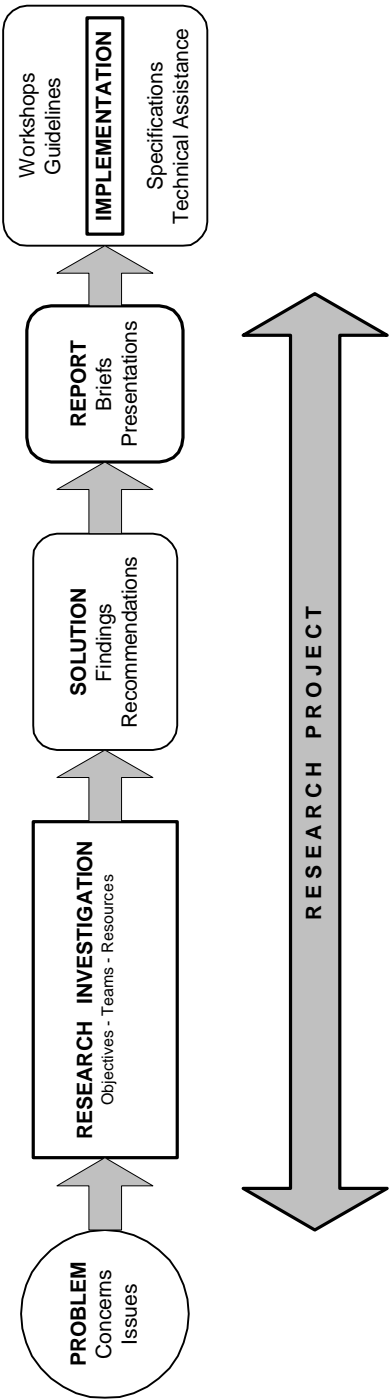 PROBLEM
Concerns
Issues
RESEARCH INVESTIGATION
Objectives - Teams - Resources
SOLUTION
Findings
Recommendations
REPORT
Briefs
Presentations
Workshops
Guidelines
IMPLEMENTATION
Specifications
Technical Assistance
RESEARCH PROJECT